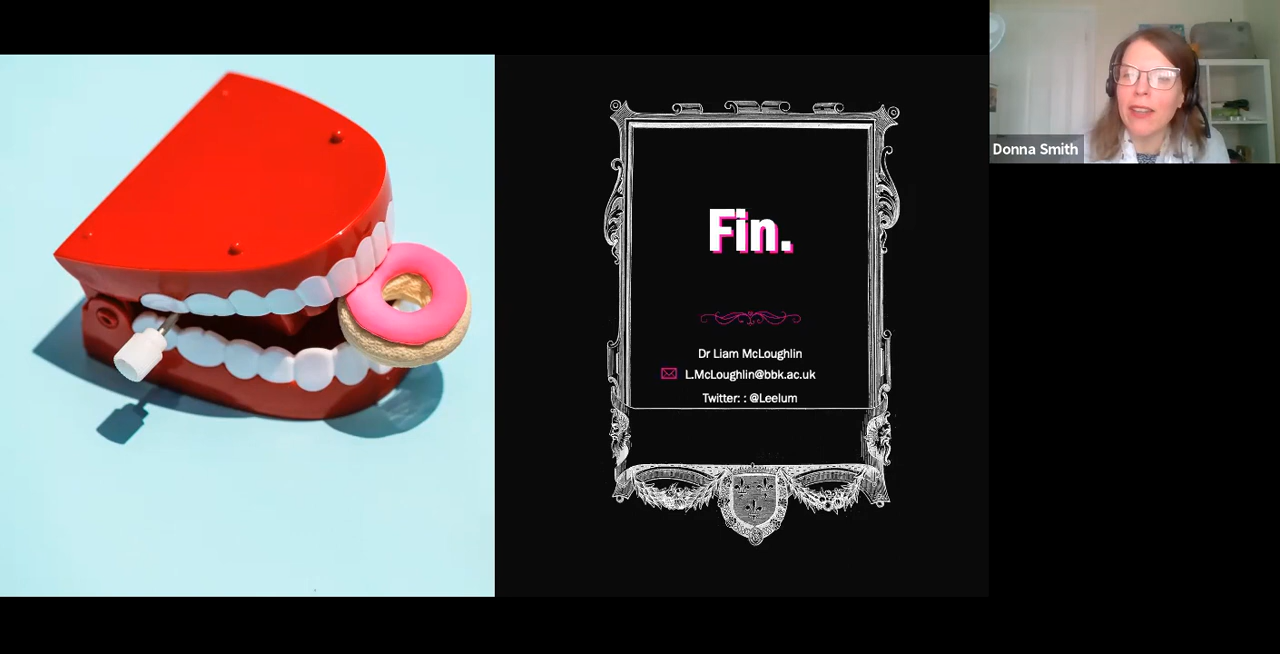 Fin.
Dr Liam McLoughlin
L.McLoughlin@bbk.ac.uk
Twitter: : @Leelum
Donna Smith